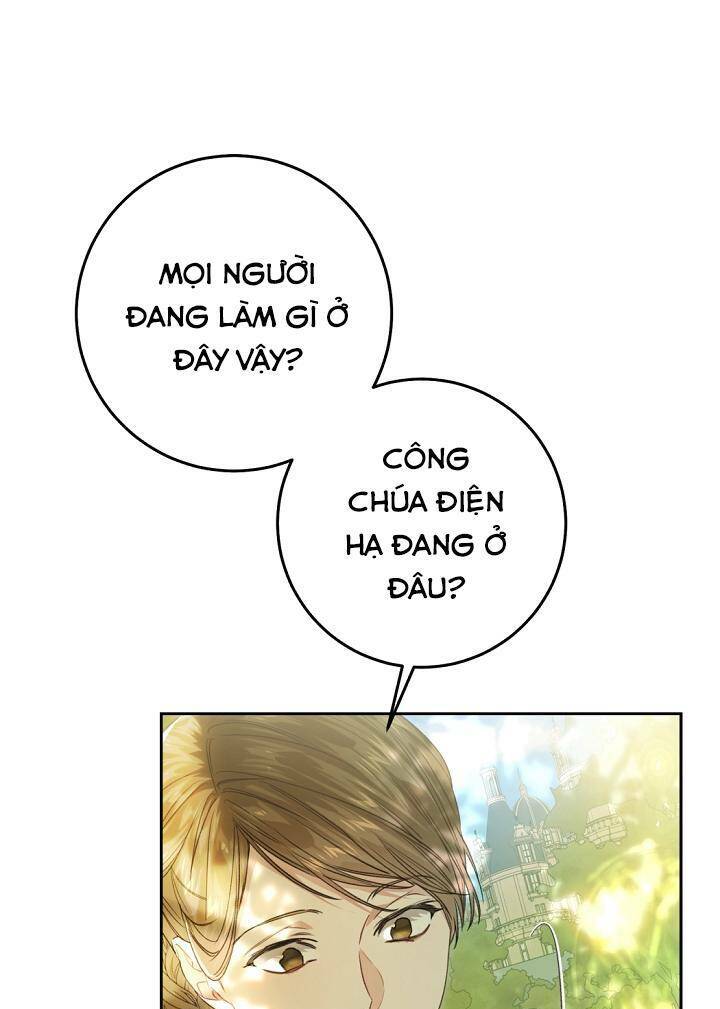 MỌI NGƯỜI
ĐANG LÀM GÌ Ở
ĐÂY VẬY?
CÔNG
CHÚA ĐIỆN
HẠ ĐANG Ở
ĐÂU?